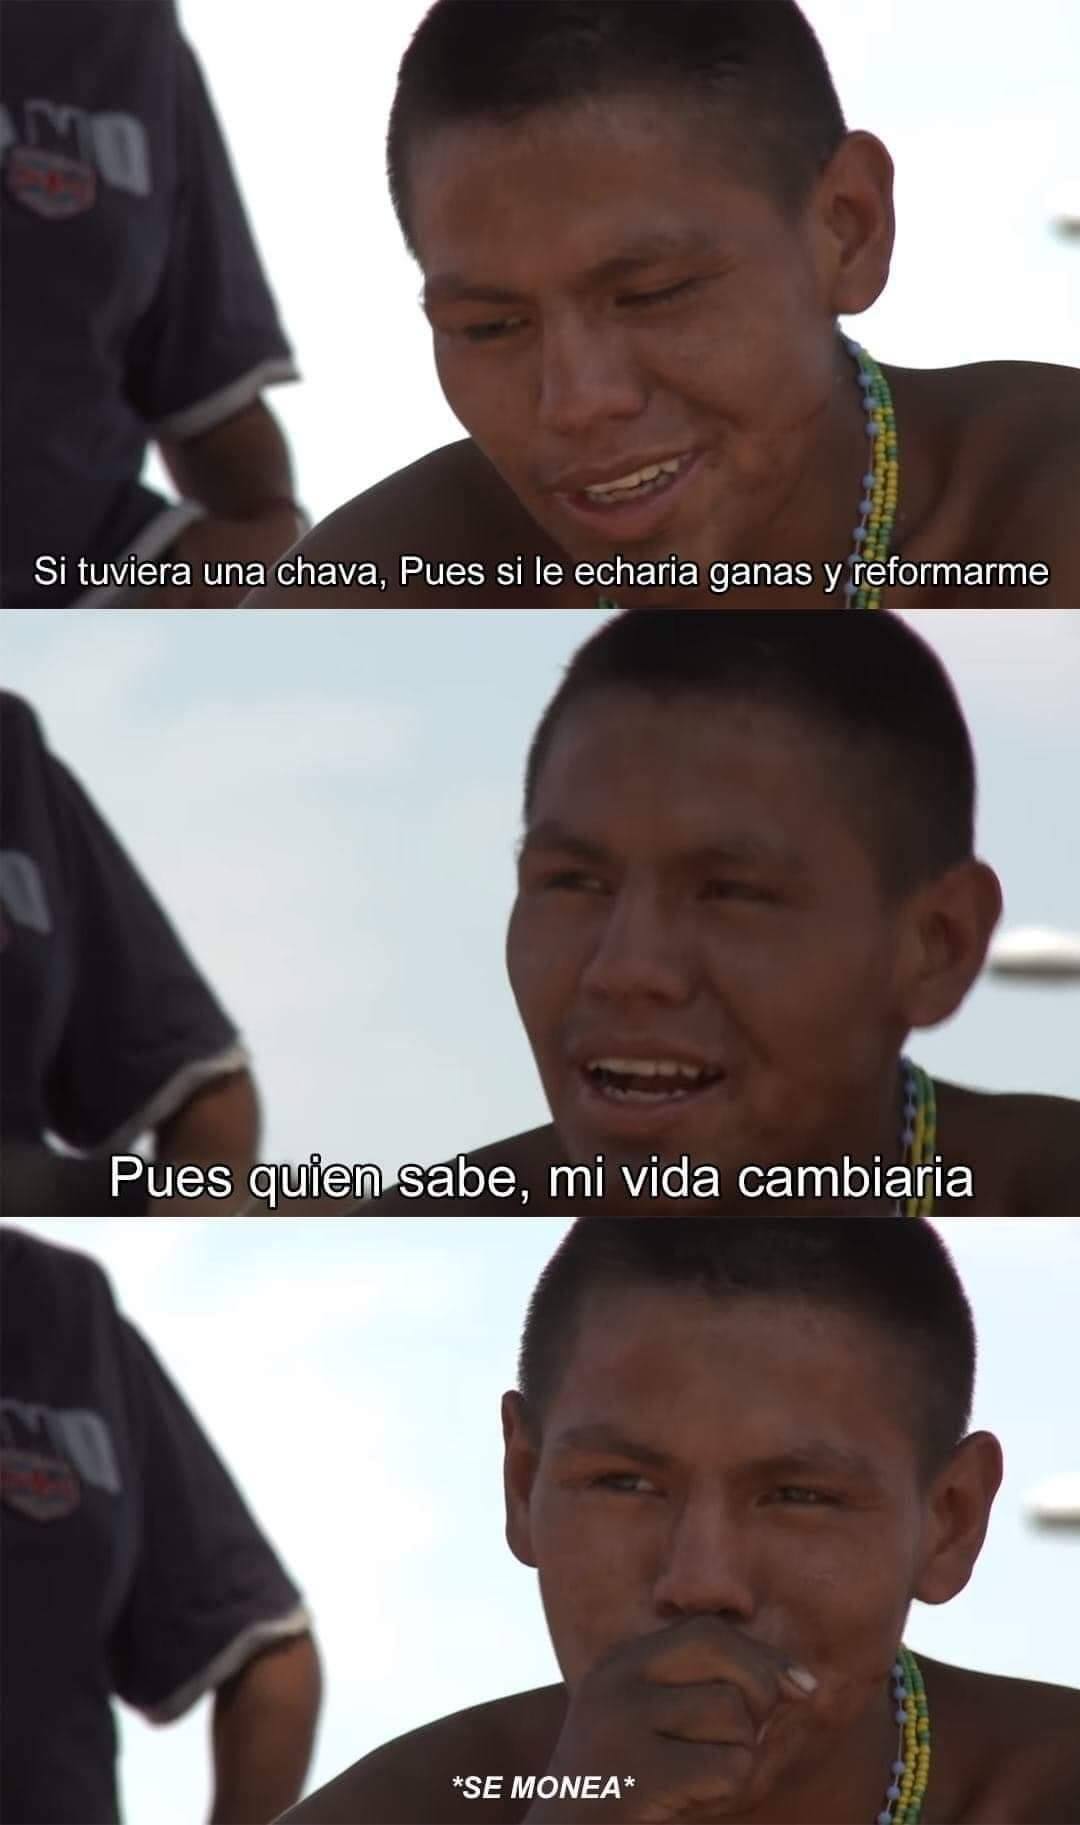 Si tuviera una chava, Pues si le echaria ganas y reformarme
Pues quien sabe, mi vida cambiaria
*SE MONEA*